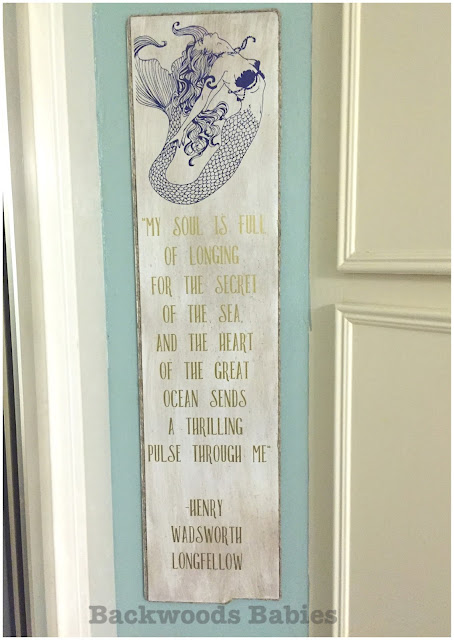 "MY SOUL IS FULL
OF LONGING
FOR THE SECRET
OF THE SEA,
AND THE HEART
OF THE GREAT
OCEAN SENDS
A THRILLING
PULSE THROUGH ME"
-HENRY
WADSWORTH
LONGFELLOW
Backwoods Babies